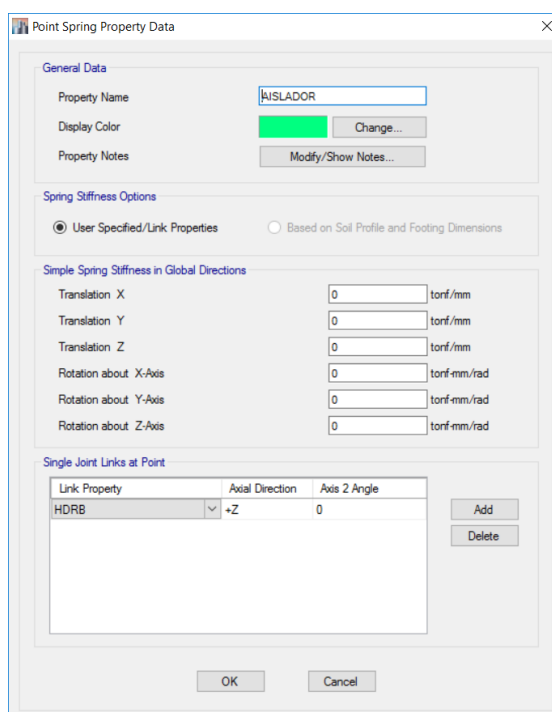 Point Spring Property Data
General Data
Property Name AISLADOR
Display Color Change...
Property Notes Modify/Show Notes...
Spring Stiffness Options
User Specified/Link Properties Based on Soil Profile and Footing Dimensions
Simple Spring Stiffness in Global Directions
Translation X 0 tonf/mm
Translation Y 0 tonf/mm
Translation Z 0 tonf/mm
Rotation about X-Axis 0 tonf-mm/rad
Rotation about Y-Axis 0 tonf-mm/rad
Rotation about Z-Axis 0 tonf-mm/rad
Single Joint Links at Point
Link Property Axial Direction Axis 2 Angle
HDRB +Z 0
Add
Delete
OK Cancel